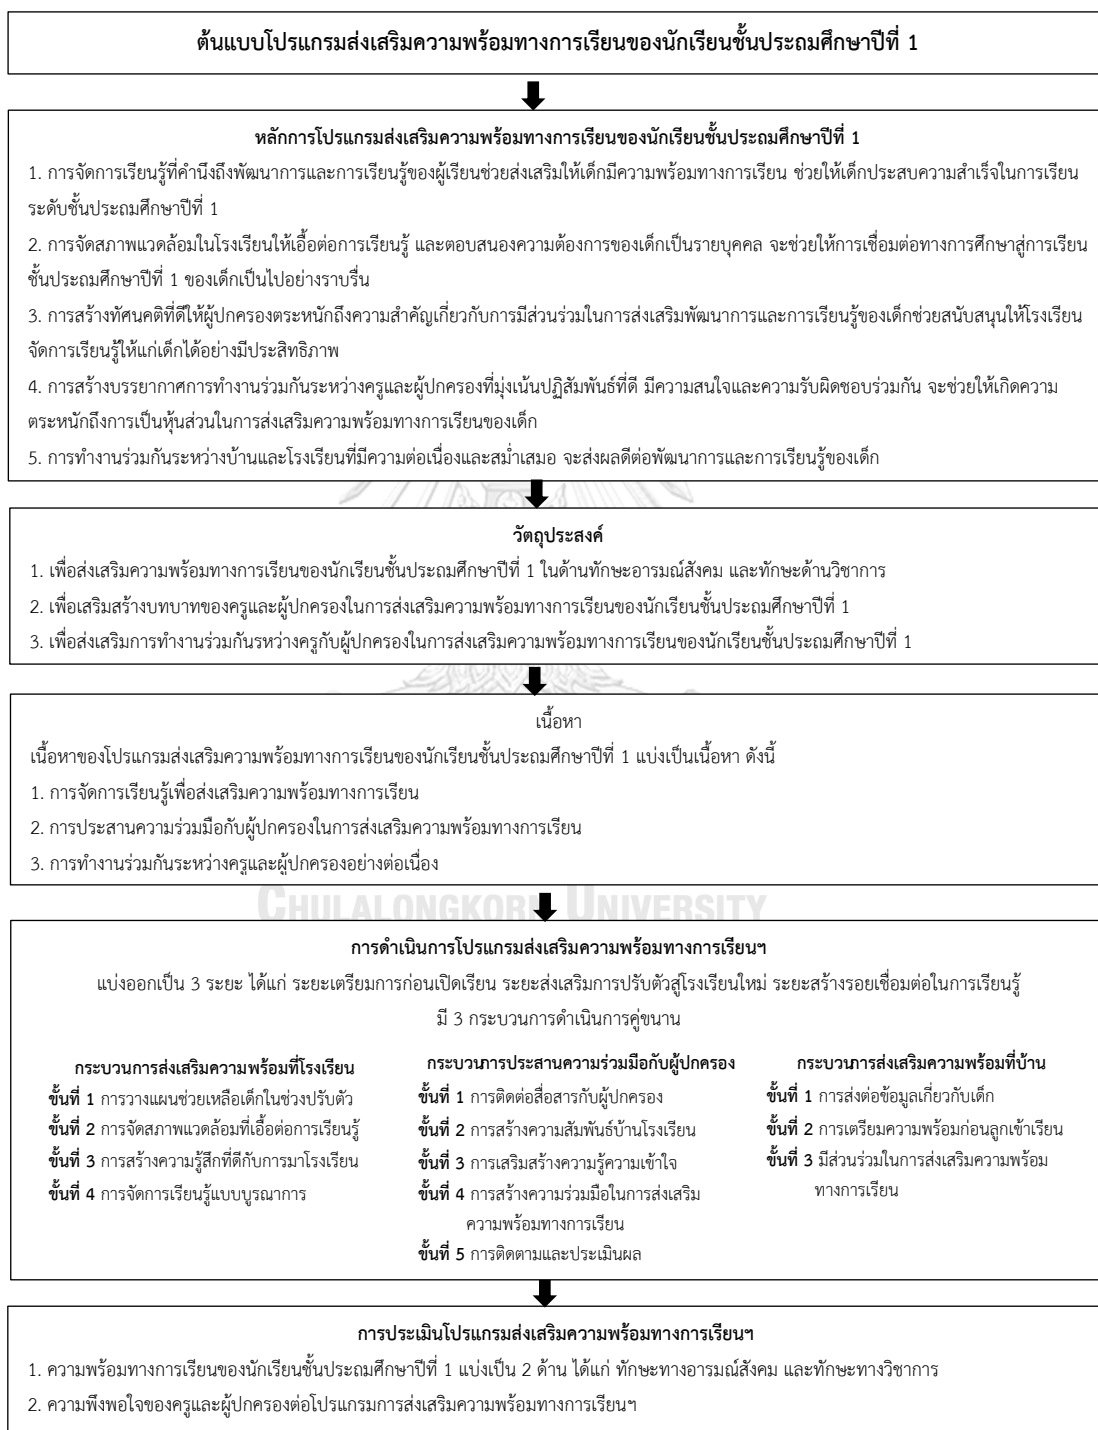 ต้นแบบโปรแกรมส่งเสริมความพร้อมทางการเรียนของนักเรียนชั้นประถมศึกษาปีที่ 1
หลักการโปรแกรมส่งเสริมความพร้อมทางการเรียนของนักเรียนชั้นประถมศึกษาปีที่ 1
1. การจัดการเรียนรู้ที่คำนึงถึงพัฒนาการและการเรียนรู้ของผู้เรียนช่วยส่งเสริมให้เด็กมีความพร้อมทางการเรียน ช่วยให้เด็กประสบความสำเร็จในการเรียน
ระดับชั้นประถมศึกษาปีที่ 1
2. การจัดสภาพแวดล้อมในโรงเรียนให้เอื้อต่อการเรียนรู้ และตอบสนองความต้องการของเด็กเป็นรายบุคคล จะช่วยให้การเชื่อมต่อทางการศึกษาสู่การเรียน
ชั้นประถมศึกษาปีที่ 1 ของเด็กเป็นไปอย่างราบรื่น
3. การสร้างทัศนคติที่ดีให้ผู้ปกครองตระหนักถึงความสำคัญเกี่ยวกับการมีส่วนร่วมในการส่งเสริมพัฒนาการและการเรียนรู้ของเด็กช่วยสนับสนุนให้โรงเรียน
จัดการเรียนรู้ให้แก่เด็กได้อย่างมีประสิทธิภาพ
4. การสร้างบรรยากาศการทำงานร่วมกันระหว่างครูและผู้ปกครองที่มุ่งเน้นปฏิสัมพันธ์ที่ดี มีความสนใจและความรับผิดชอบร่วมกัน จะช่วยให้เกิดความ
ตระหนักถึงการเป็นหุ้นส่วนในการส่งเสริมความพร้อมทางการเรียนของเด็ก
5. การทำงานร่วมกันระหว่างบ้านและโรงเรียนที่มีความต่อเนื่องและสม่ำเสมอ จะส่งผลดีต่อพัฒนาการและการเรียนรู้ของเด็ก
วัตถุประสงค์
1. เพื่อส่งเสริมความพร้อมทางการเรียนของนักเรียนชั้นประถมศึกษาปีที่ 1 ในด้านทักษะอารมณ์สังคม และทักษะด้านวิชาการ
2. เพื่อเสริมสร้างบทบาทของครูและผู้ปกครองในการส่งเสริมความพร้อมทางการเรียนของนักเรียนชั้นประถมศึกษาปีที่ 1
3. เพื่อส่งเสริมการทำงานร่วมกันรหว่างครูกับผู้ปกครองในการส่งเสริมความพร้อมทางการเรียนของนักเรียนชั้นประถมศึกษาปีที่ 1
เนื้อหา
เนื้อหาของโปรแกรมส่งเสริมความพร้อมทางการเรียนของนักเรียนชั้นประถมศึกษาปีที่ 1 แบ่งเป็นเนื้อหา ดังนี้
1. การจัดการเรียนรู้เพื่อส่งเสริมความพร้อมทางการเรียน
2. การประสานความร่วมมือกับผู้ปกครองในการส่งเสริมความพร้อมทางการเรียน
3. การทำงานร่วมกันระหว่างครูและผู้ปกครองอย่างต่อเนื่อง
CHULALONGKORN UNIVERSITY
การดำเนินการโปรแกรมส่งเสริมความพร้อมทางการเรียนฯ
แบ่งออกเป็น 3 ระยะ ได้แก่ ระยะเตรียมการก่อนเปิดเรียน ระยะส่งเสริมการปรับตัวสู่โรงเรียนใหม่ ระยะสร้างรอยเชื่อมต่อในการเรียนรู้
มี 3 กระบวนการดำเนินการคู่ขนาน
กระบวนการส่งเสริมความพร้อมที่โรงเรียน
ขั้นที่ 1 การวางแผนช่วยเหลือเด็กในช่วงปรับตัว
ขั้นที่ 2 การจัดสภาพแวดล้อมที่เอื้อต่อการเรียนรู้
ขั้นที่ 3 การสร้างความรู้สึกที่ดีกับการมาโรงเรียน
ขั้นที่ 4 การจัดการเรียนรู้แบบบูรณาการ
กระบวนการประสานความร่วมมือกับผู้ปกครอง
ขั้นที่ 1 การติดต่อสื่อสารกับผู้ปกครอง
ขั้นที่ 2 การสร้างความสัมพันธ์บ้านโรงเรียน
ขั้นที่ 3 การเสริมสร้างความรู้ความเข้าใจ
ขั้นที่ 4 การสร้างความร่วมมือในการส่งเสริม
ความพร้อมทางการเรียน
ขั้นที่ 5 การติดตามและประเมินผล
กระบวนการส่งเสริมความพร้อมที่บ้าน
ขั้นที่ 1 การส่งต่อข้อมูลเกี่ยวกับเด็ก
ขั้นที่ 2 การเตรียมความพร้อมก่อนลูกเข้าเรียน
ขั้นที่ 3 มีส่วนร่วมในการส่งเสริมความพร้อม
ทางการเรียน
การประเมินโปรแกรมส่งเสริมความพร้อมทางการเรียนฯ
1. ความพร้อมทางการเรียนของนักเรียนชั้นประถมศึกษาปีที่ 1 แบ่งเป็น 2 ด้าน ได้แก่ ทักษะทางอารมณ์สังคม และทักษะทางวิชาการ
2. ความพึงพอใจของครูและผู้ปกครองต่อโปรแกรมการส่งเสริมความพร้อมทางการเรียนฯ